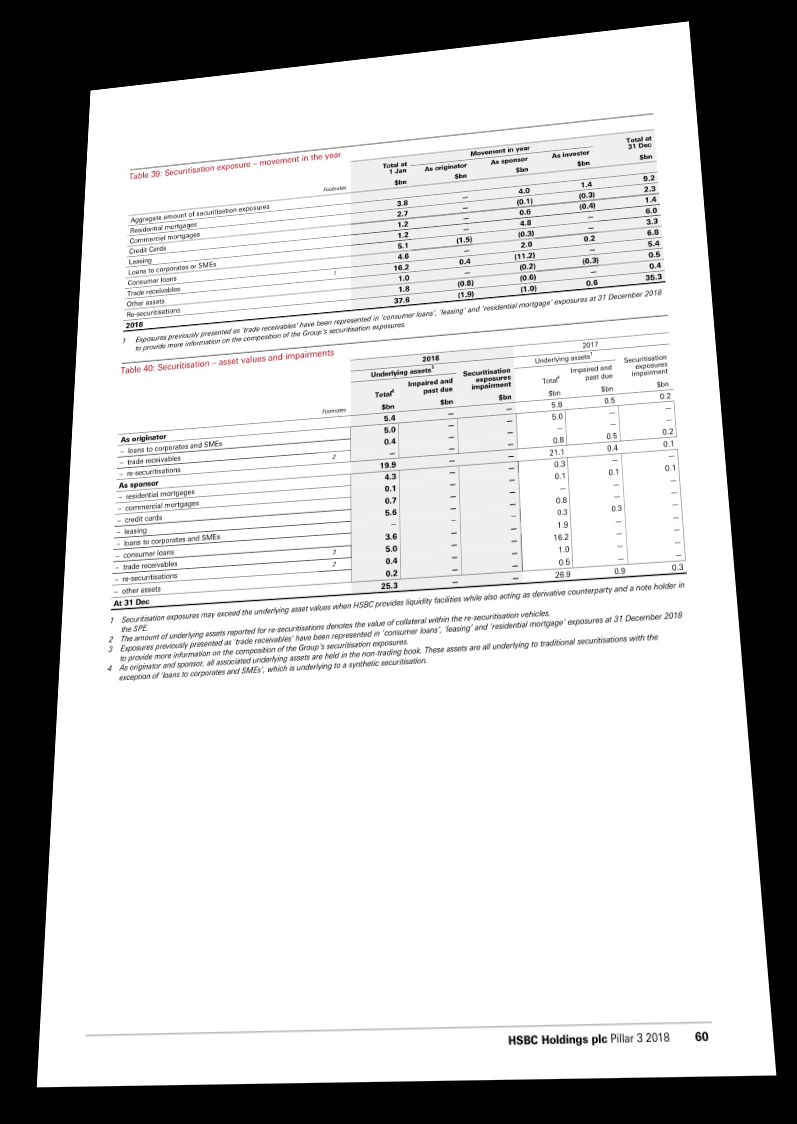 Table 39: Securitisation exposure – movement in the year
Total at 1 Jan
Movement in year
Total at 31 Dec
As originator As sponsor As investor
Footnotes $bn $bn $bn $bn $bn
Aggregate amount of securitisation exposures
Residential mortgages 3.8 – 4.0 1.4 9.2
Commercial mortgages 2.7 – (0.1) (0.3) 2.3
Credit Cards 1.2 – 0.6 (0.4) 1.4
Leasing 1.2 – 4.8 – 6.0
Loans to corporates or SMEs 5.1 (1.5) (0.3) – 3.3
Consumer loans 4.6 – 2.0 0.2 6.8
Trade receivables 1 16.2 0.4 (11.2) – 5.4
Other assets 1.0 – (0.2) (0.3) 0.5
Re-securitisations 1.8 (0.8) (0.6) – 0.4
2018 37.6 (1.9) (1.0) 0.6 35.3
1 Exposures previously presented as 'trade receivables' have been represented in 'consumer loans', 'leasing' and 'residential mortgage' exposures at 31 December 2018
to provide more information on the composition of the Group's securitisation exposures.
Table 40: Securitisation – asset values and impairments
2018 2017
Underlying assets1 Securitisation exposures impairment Underlying assets1 Securitisation exposures impairment
Total4 Impaired and past due Total4 Impaired and past due
Footnotes $bn $bn $bn $bn $bn $bn
As originator 5.4 – – 5.8 0.5 0.2
– loans to corporates and SMEs 5.0 – – 5.0 – –
– trade receivables 0.4 – – – – –
– re-securitisations 2 – – – 0.8 0.5 0.2
As sponsor 19.9 – – 21.1 0.4 0.1
– residential mortgages 4.3 – – 0.3 – –
– commercial mortgages 0.1 – – 0.1 0.1 0.1
– credit cards 0.7 – – – – –
– leasing 5.6 – – 0.8 – –
– loans to corporates and SMEs – – – 0.3 0.3 –
– consumer loans 3.6 – – 1.9 – –
– trade receivables 3 5.0 – – 16.2 – –
– re-securitisations 2 0.4 – – 1.0 – –
– other assets 0.2 – – 0.5 – –
At 31 Dec 25.3 – – 26.9 0.9 0.3
1 Securitisation exposures may exceed the underlying asset values when HSBC provides liquidity facilities while also acting as derivative counterparty and a note holder in
the SPE.
2 The amount of underlying assets reported for re-securitisations denotes the value of collateral within the re-securitisation vehicles.
3 Exposures previously presented as 'trade receivables' have been represented in 'consumer loans', 'leasing' and 'residential mortgage' exposures at 31 December 2018
to provide more information on the composition of the Group's securitisation exposures.
4 As originator and sponsor, all associated underlying assets are held in the non-trading book. These assets are all underlying to traditional securitisations with the
exception of 'loans to corporates and SMEs', which is underlying to a synthetic securitisation.
HSBC Holdings plc Pillar 3 2018 60